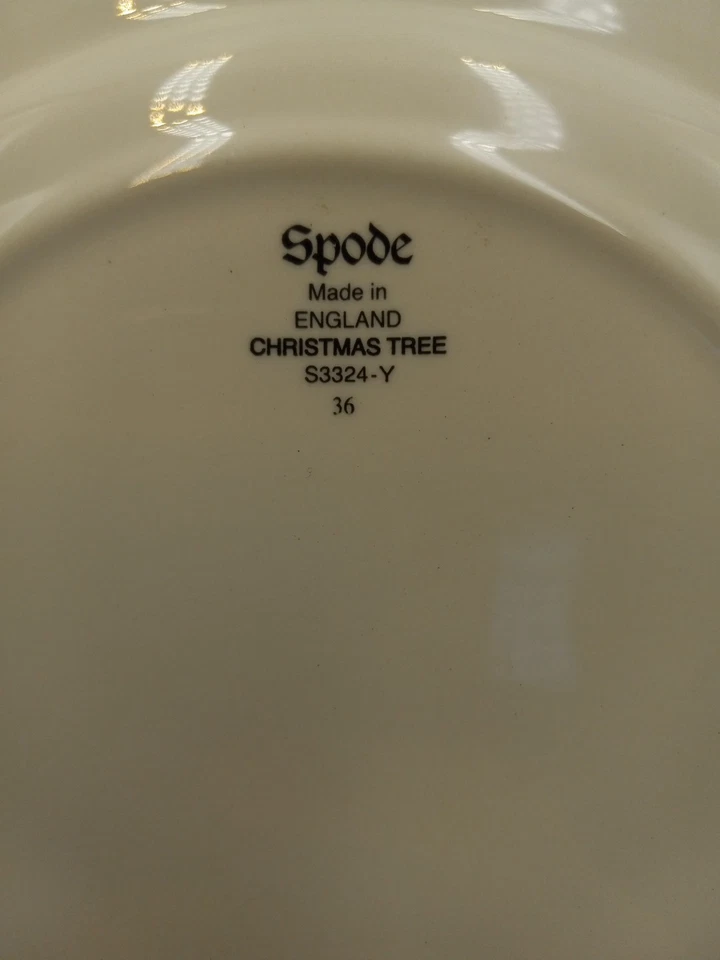 Spode
Made in
ENGLAND
CHRISTMAS TREE
S3324-Y
36